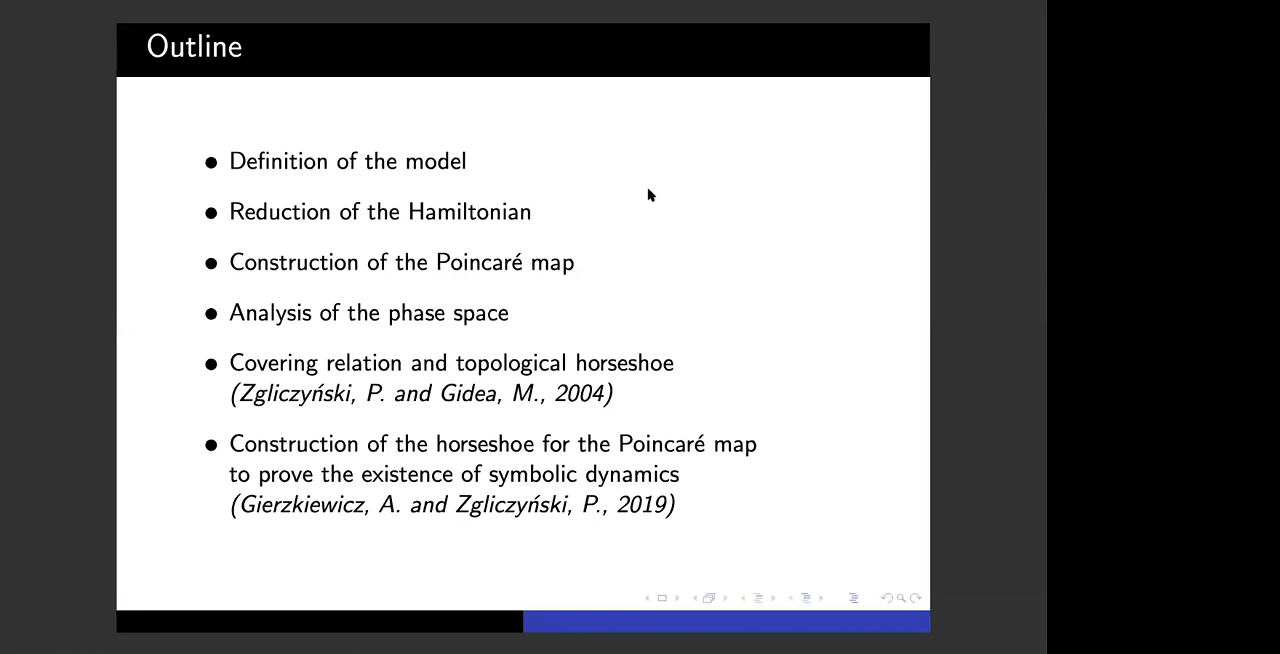 Outline
• Definition of the model
• Reduction of the Hamiltonian
• Construction of the Poincaré map
• Analysis of the phase space
• Covering relation and topological horseshoe
(Zgliczyński, P. and Gidea, M., 2004)
• Construction of the horseshoe for the Poincaré map
to prove the existence of symbolic dynamics
(Gierzkiewicz, A. and Zgliczyński, P., 2019)